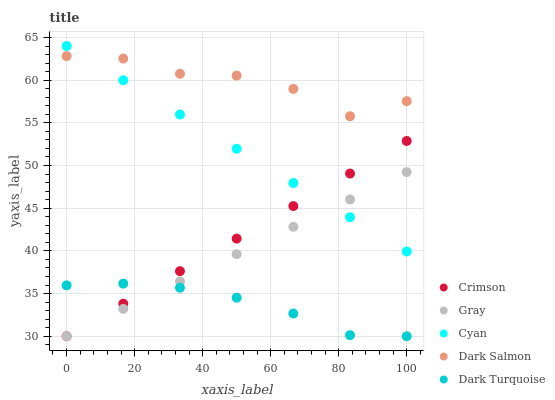 title
yaxis_label
65
60
55
50
45
40
35
30
0
20
40
60
80
100
xaxis_label
Crimson
Gray
Cyan
Dark Salmon
Dark Turquoise